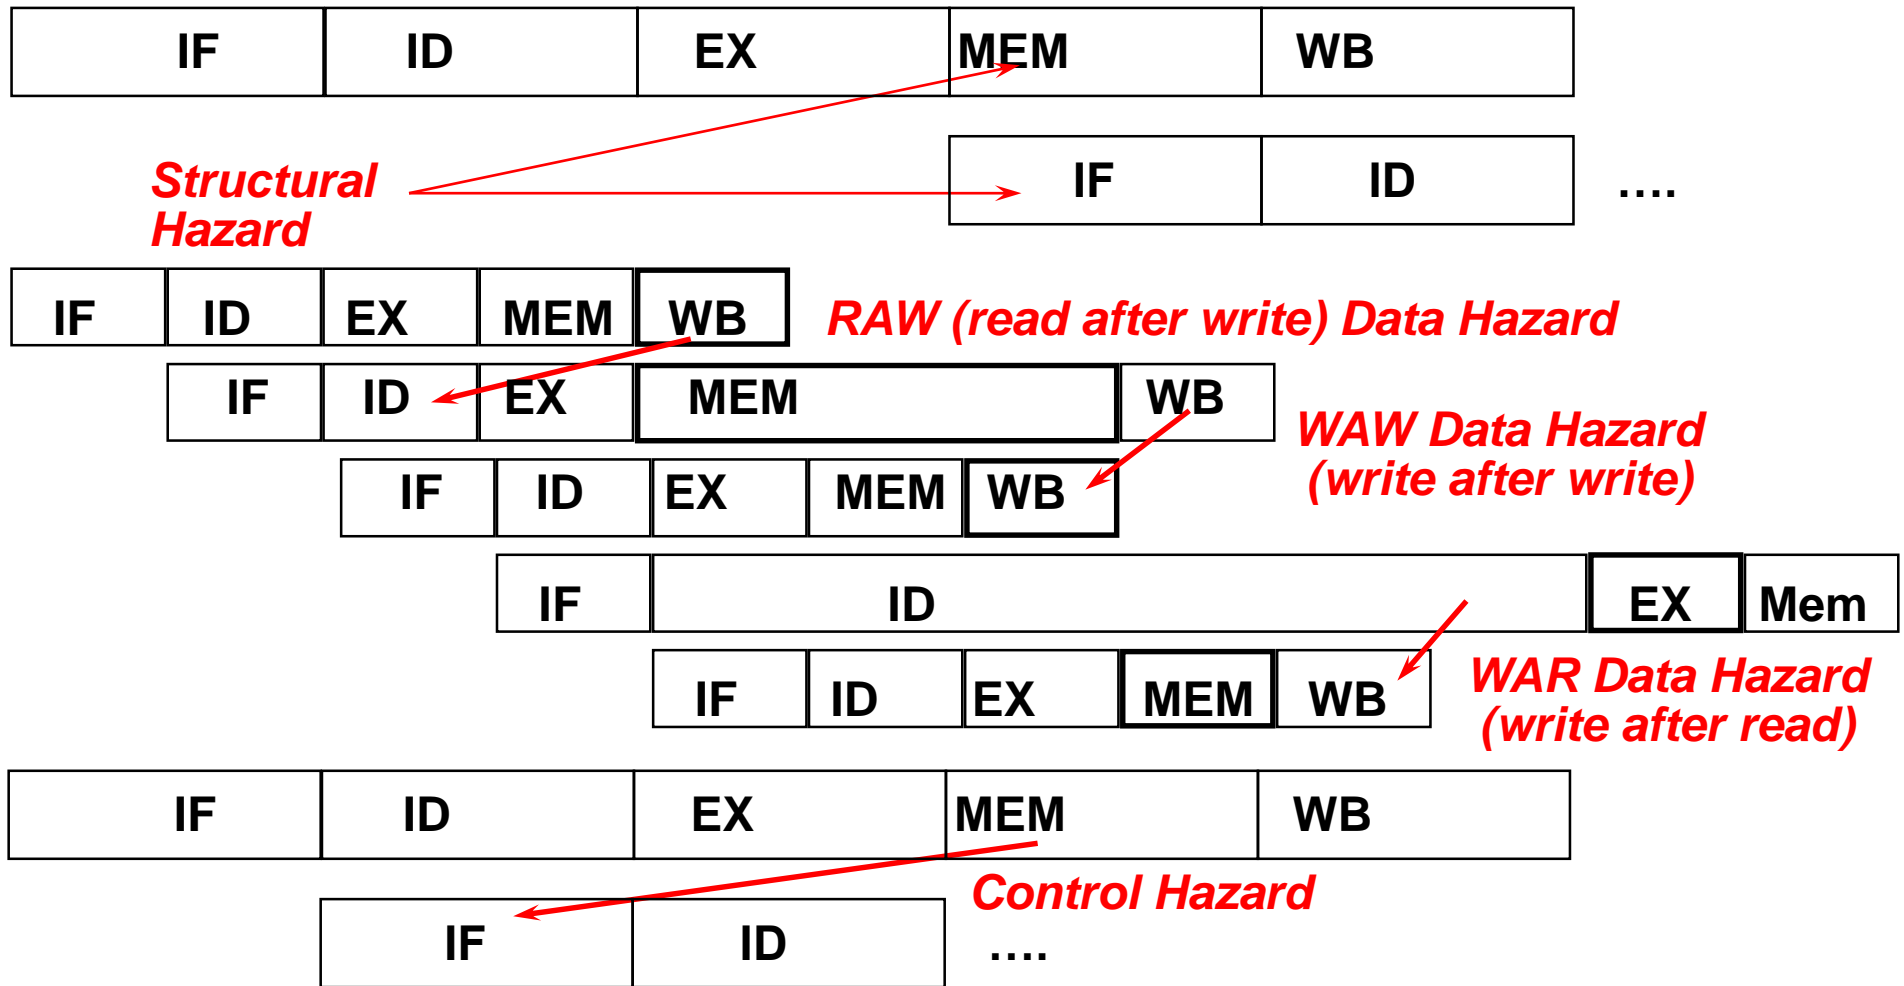 IF ID EX MEM WB
IF ID ....
Structural
Hazard
IF ID EX MEM WB RAW (read after write) Data Hazard
IF ID EX MEM WB
WAW Data Hazard
(write after write)
IF ID EX MEM WB
IF ID EX Mem
IF ID EX MEM WB
WAR Data Hazard
(write after read)
IF ID EX MEM WB
Control Hazard
IF ID ....